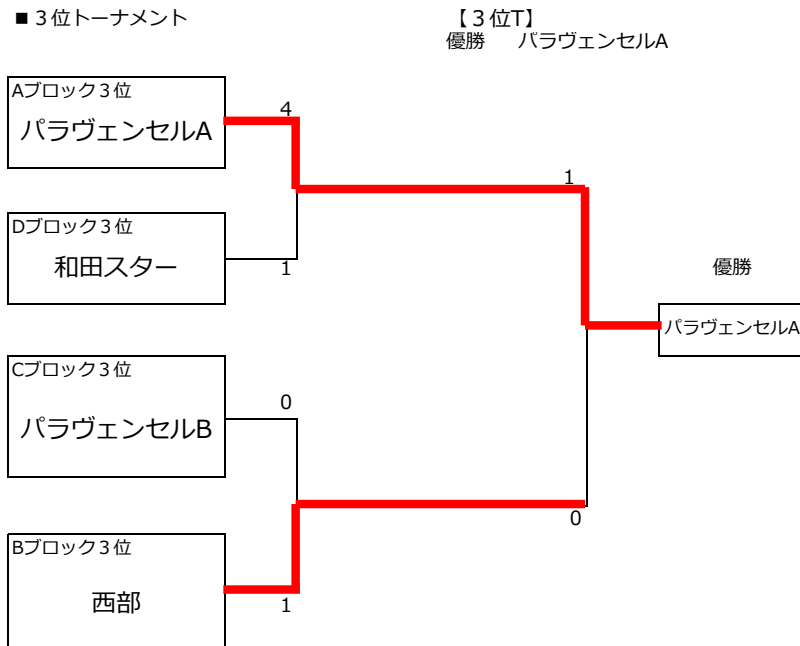 ■３位トーナメント
【３位T】
優勝 パラヴェンセルA
Aブロック３位
パラヴェンセルA
4
1
Dブロック３位
和田スター
1
優勝
パラヴェンセルA
Cブロック３位
パラヴェンセルB
0
0
Bブロック３位
西部
1